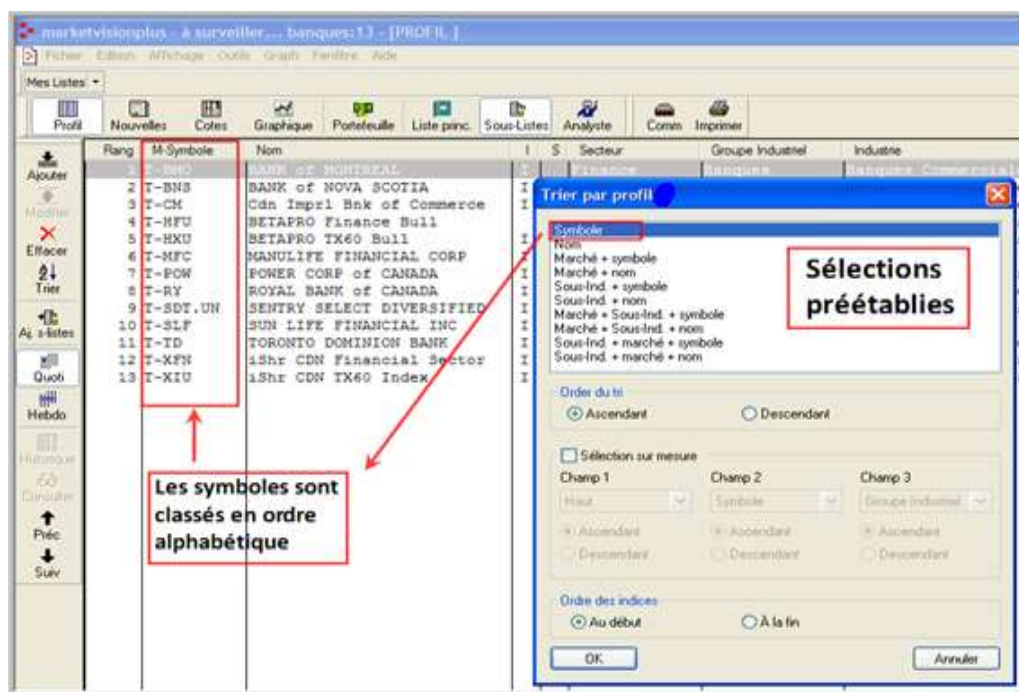 marketvisionplus - à surveiller... banques:13 - [PROFIL ]
Fichier Edition Affichage Outils Graph Fenêtre Aide
Mes Listes
Profil Nouvelles Cotes Graphique Portefeuille Liste princ. Sous-Listes Analyste Comm Imprimer
Rang M-Symbole Nom I S Secteur Groupe Industriel Industrie
Ajouter
Modifier
Effacer
Trier
Aj. s-listes
Quoti
Hebdo
Historique
Consulter
Préc
Suiv
1 T-BMO BANK of MONTREAL I Finance Banques Banques Commercial
2 T-BNS BANK of NOVA SCOTIA I
3 T-CM Cdn Imprl Bnk of Commerce I
4 T-HFU BETAPRO Finance Bull
5 T-HXU BETAPRO TX60 Bull I
6 T-MFC MANULIFE FINANCIAL CORP I
7 T-POW POWER CORP of CANADA I
8 T-RY ROYAL BANK of CANADA I
9 T-SDT.UN SENTRY SELECT DIVERSIFIED I
10 T-SLF SUN LIFE FINANCIAL INC I
11 T-TD TORONTO DOMINION BANK I
12 T-XFN iShr CDN Financial Sector I
13 T-XIU iShr CDN TX60 Index I
Les symboles sont
classés en ordre
alphabétique
Trier par profil
Symbole
Nom
Marché + symbole
Marché + nom
Sous-Ind. + symbole
Sous-Ind. + nom
Marché + Sous-Ind. + symbole
Marché + Sous-Ind. + nom
Sous-Ind. + marché + symbole
Sous-Ind. + marché + nom
Sélections
préétablies
Order du tri
Ascendant Descendant
Sélection sur mesure
Champ 1 Champ 2 Champ 3
Haut Symbole Groupe Industriel
Ascendant Ascendant Ascendant
Descendant Descendant Descendant
Ordre des indices
Au début À la fin
OK Annuler